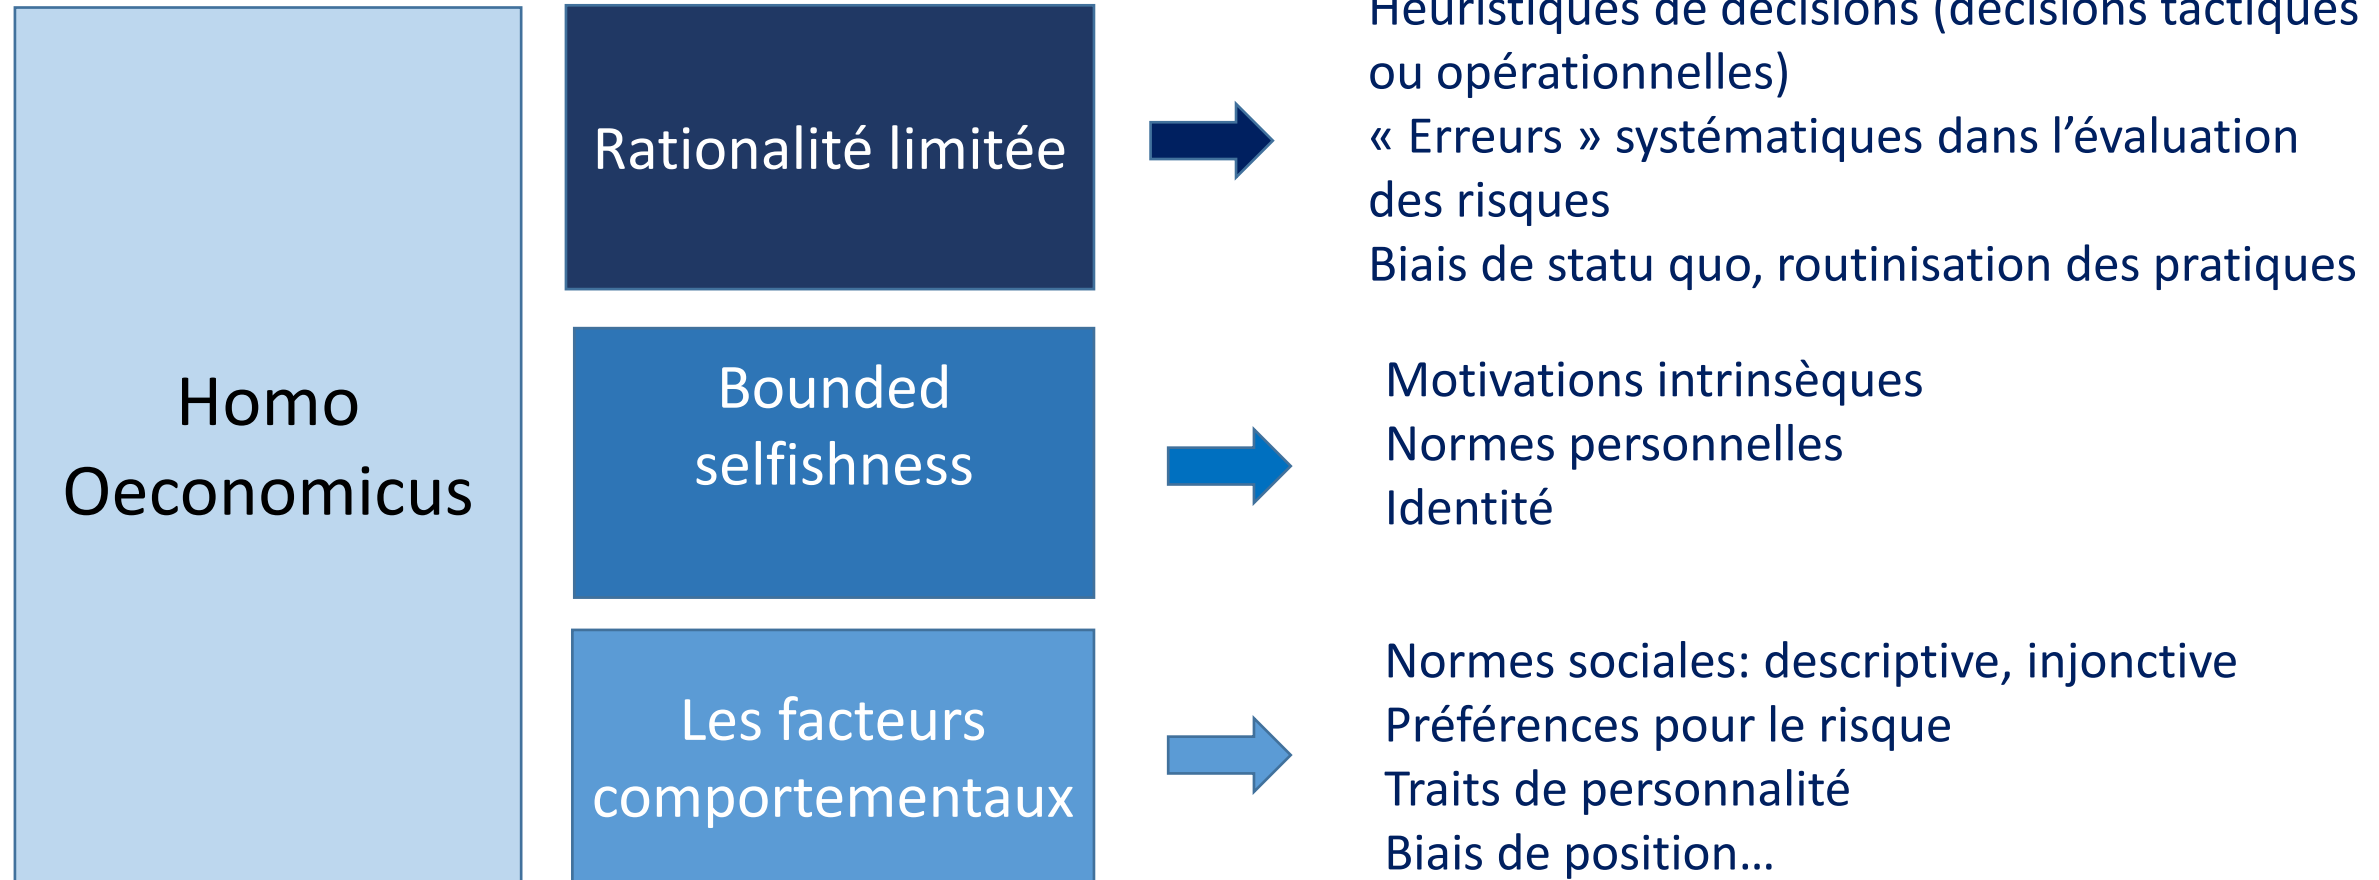 Homo
Oeconomicus
Rationalité limitée
Heuristiques de décisions (décisions tactiques
ou opérationnelles)
« Erreurs » systématiques dans l’évaluation
des risques
Biais de statu quo, routinisation des pratiques
Bounded
selfishness
Motivations intrinsèques
Normes personnelles
Identité
Les facteurs
comportementaux
Normes sociales: descriptive, injonctive
Préférences pour le risque
Traits de personnalité
Biais de position…